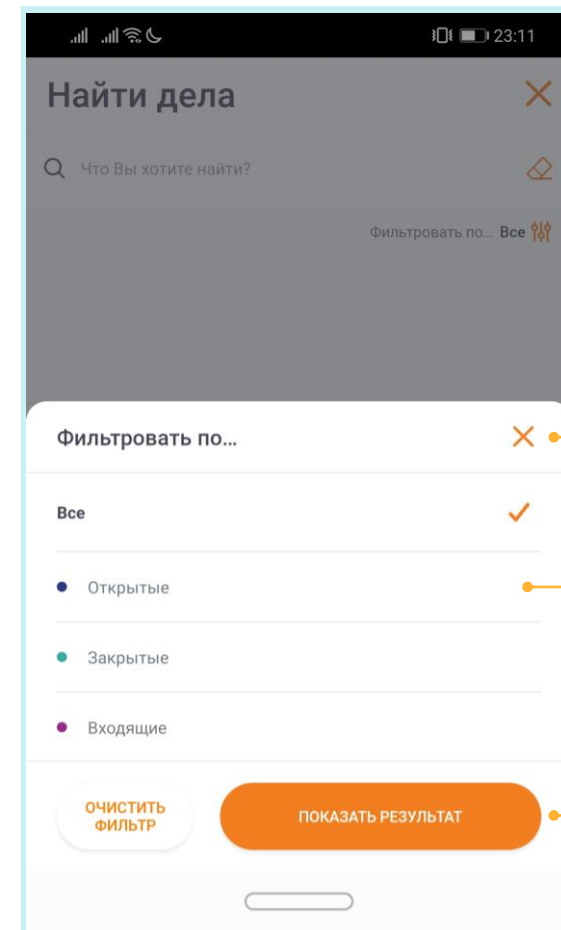 23:11
Найти дела
Что Вы хотите найти?
Фильтровать по... Все
Фильтровать по...
Все
Открытые
Закрытые
Входящие
ОЧИСТИТЬ
ФИЛЬТР
ПОКАЗАТЬ РЕЗУЛЬТАТ